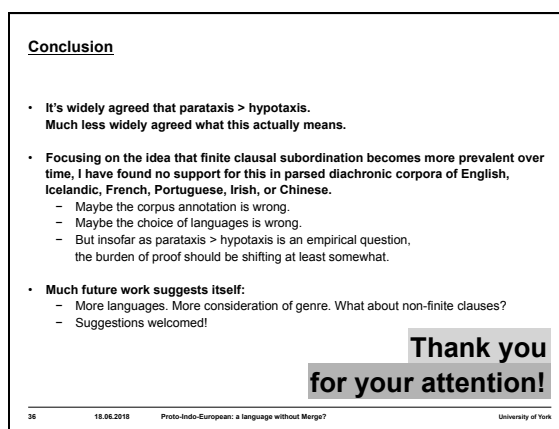 Conclusion
• It's widely agreed that parataxis > hypotaxis.
Much less widely agreed what this actually means.
• Focusing on the idea that finite clausal subordination becomes more prevalent over
time, I have found no support for this in parsed diachronic corpora of English,
Icelandic, French, Portuguese, Irish, or Chinese.
− Maybe the corpus annotation is wrong.
− Maybe the choice of languages is wrong.
− But insofar as parataxis > hypotaxis is an empirical question,
the burden of proof should be shifting at least somewhat.
• Much future work suggests itself:
− More languages. More consideration of genre. What about non-finite clauses?
− Suggestions welcomed!
Thank you
for your attention!
36 18.06.2018 Proto-Indo-European: a language without Merge? University of York